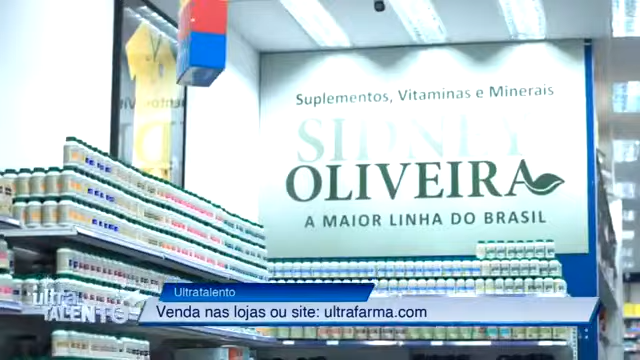 Suplementos, Vitaminas e Minerais
SIDNEY
OLIVEIRA
A MAIOR LINHA DO BRASIL
Ultratalento
Venda nas lojas ou site: ultrafarma.com
ultra
TALENTO